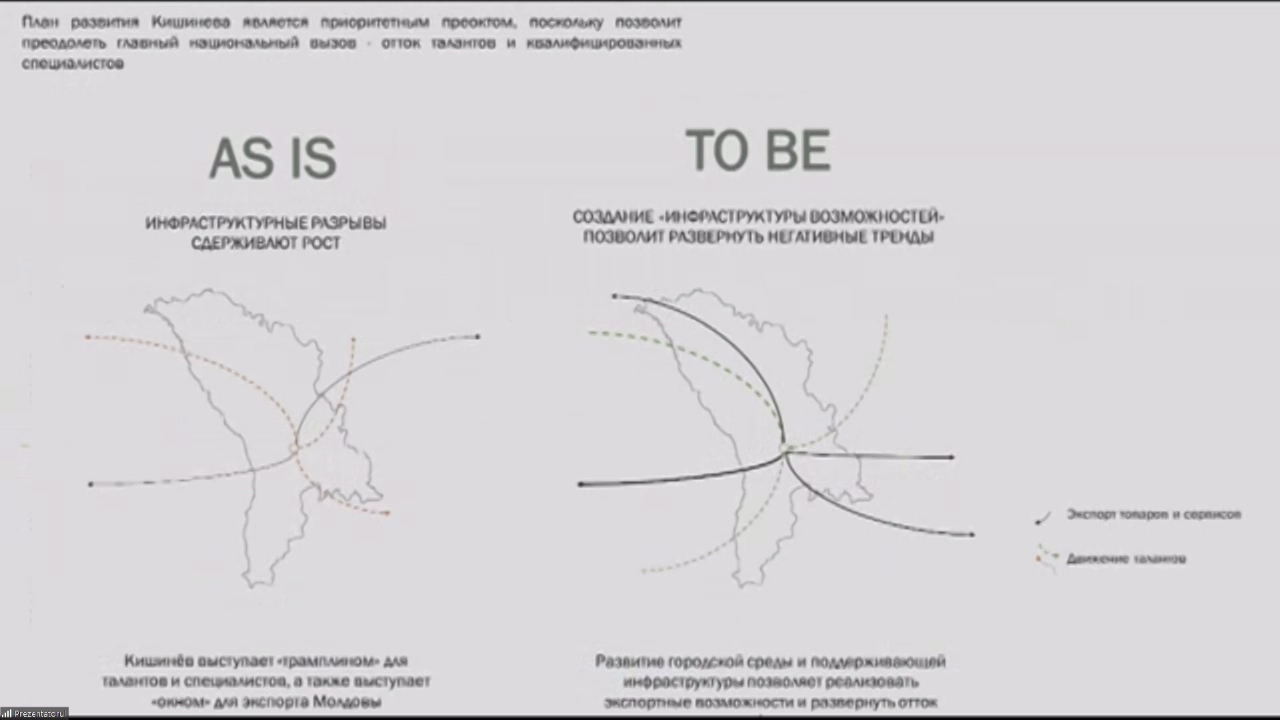 План развития Кишинева является приоритетным преоктом, поскольку позволит
преодолеть главный национальный вызов - отток талантов и квалифицированных
специалистов
AS IS
TO BE
ИНФРАСТРУКТУРНЫЕ РАЗРЫВЫ
СДЕРЖИВАЮТ РОСТ
СОЗДАНИЕ «ИНФРАСТРУКТУРЫ ВОЗМОЖНОСТЕЙ»
ПОЗВОЛИТ РАЗВЕРНУТЬ НЕГАТИВНЫЕ ТРЕНДЫ
Экспорт товаров и сервисов
Движение талантов
Кишинёв выступает «трамплином» для
талантов и специалистов, а также выступает
«окном» для экспорта Молдовы
Развитие городской среды и поддерживающей
инфраструктуры позволяет реализовать
экспортные возможности и развернуть отток